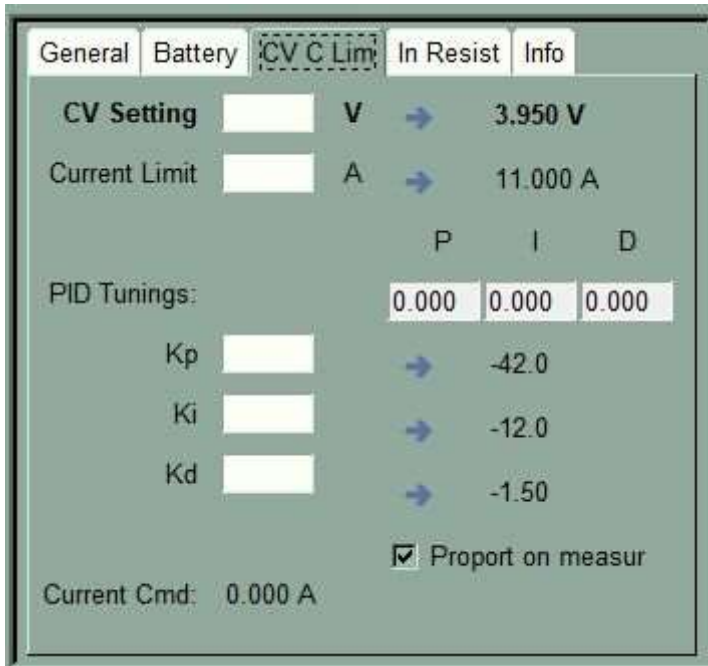 General Battery CV C Lim In Resist Info
CV Setting V 3.950 V
Current Limit A 11.000 A
P I D
PID Tunings: 0.000 0.000 0.000
Kp -42.0
Ki -12.0
Kd -1.50
Proport on measur
Current Cmd: 0.000 A